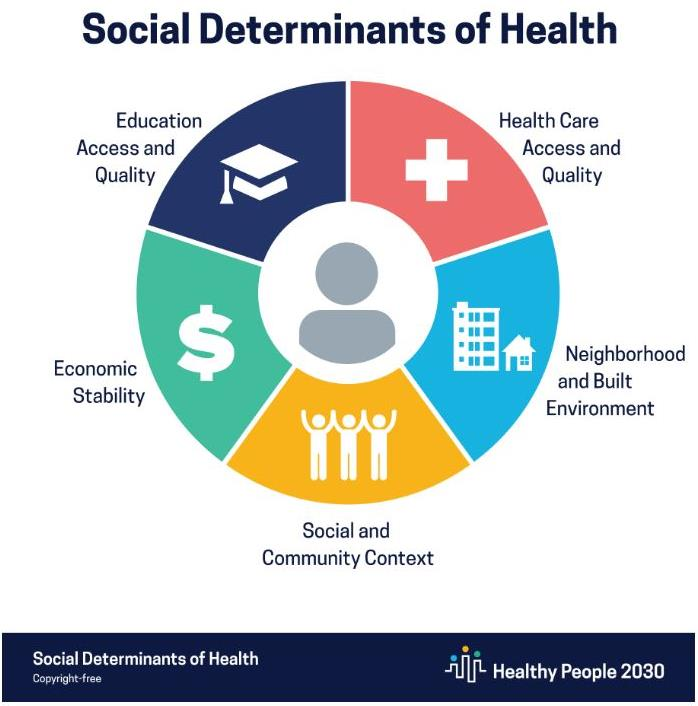 Social Determinants of Health
Education
Access and
Quality
Health Care
Access and
Quality
$
Economic
Stability
Neighborhood
and Built
Environment
Social and
Community Context
Social Determinants of Health
Copyright-free
Healthy People 2030